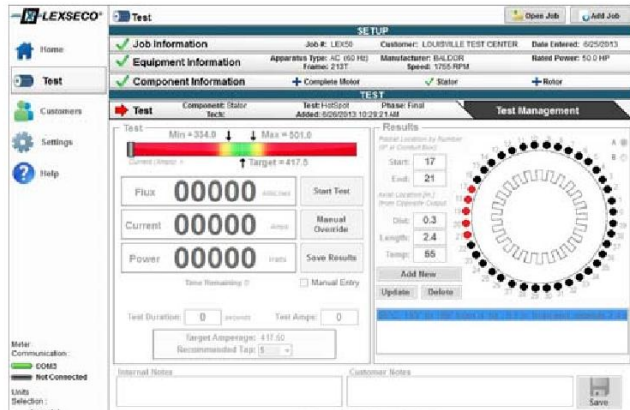 LEXSECO®
Test
Open Job
Add Job
SETUP
Home
Test
Customers
Settings
Help
Job Information
Job #: LEX50
Customer: LOUISVILLE TEST CENTER
Date Entered: 6/25/2013
Equipment Information
Apparatus Type: AC (60 Hz)
Frame: 213T
Manufacturer: BALDOR
Speed: 1755 RPM
Rated Power: 50.0 HP
Component Information
Complete Motor
Stator
Rotor
TEST
Test
Component: Stator
Tech:
Test: HotSpot
Added: 6/26/2013 10:29:21 AM
Phase: Final
Test Management
Test
Min = 334.0
Max = 501.0
Target = 417.5
Flux
00000
Start Test
Current
00000
Amps
Manual Override
Power
00000
Watts
Save Results
Time Remaining: 0
Manual Entry
Test Duration:
0
seconds
Test Amps:
0
Target Amperage: 417.50
Recommended Tap:
5
Results
Start:
17
End:
21
Dist:
0.3
Length:
2.4
Temp:
65
Add New
Update
Delete
A
B
Internal Notes
Customer Notes
Save
Meter
Communication:
COM3
Not Connected
Units
Selection: